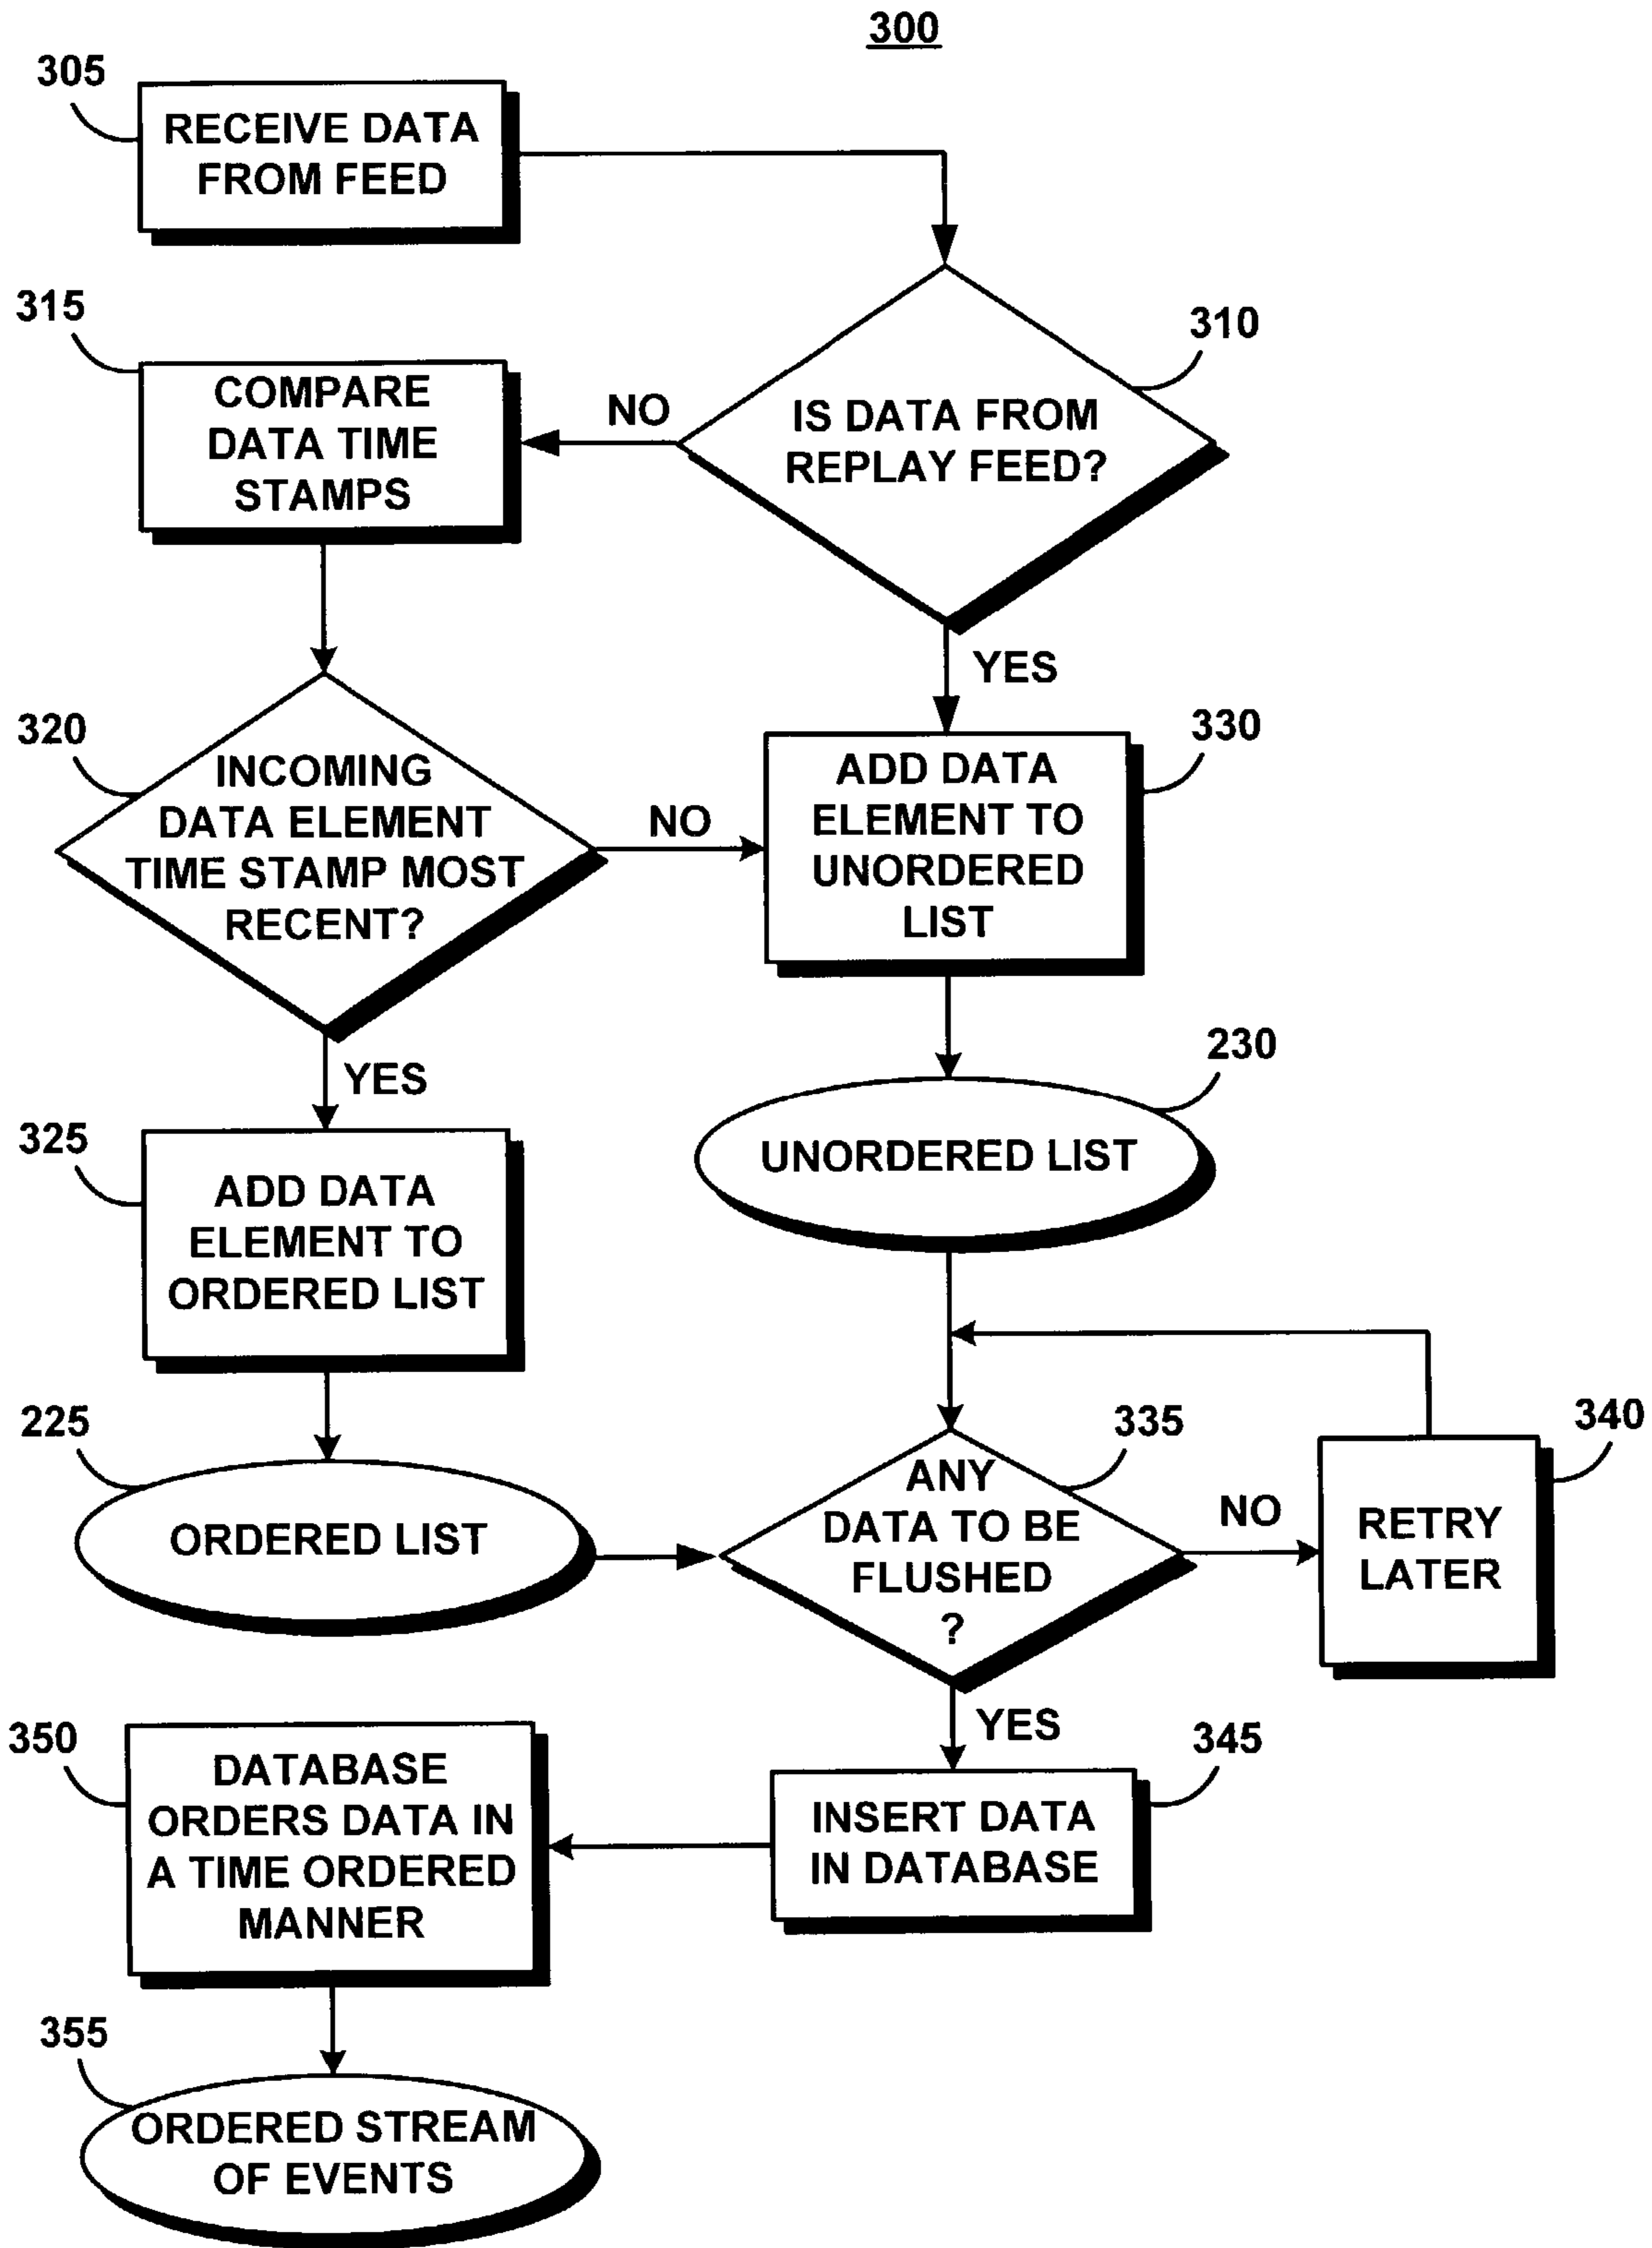 300
305
RECEIVE DATA
FROM FEED
315
COMPARE
DATA TIME
STAMPS
NO
310
IS DATA FROM
REPLAY FEED?
YES
320
INCOMING
DATA ELEMENT
TIME STAMP MOST
RECENT?
NO
330
ADD DATA
ELEMENT TO
UNORDERED
LIST
YES
230
UNORDERED LIST
325
ADD DATA
ELEMENT TO
ORDERED LIST
225
ORDERED LIST
335
ANY
DATA TO BE
FLUSHED
?
NO
340
RETRY
LATER
YES
350
DATABASE
ORDERS DATA IN
A TIME ORDERED
MANNER
345
INSERT DATA
IN DATABASE
355
ORDERED STREAM
OF EVENTS